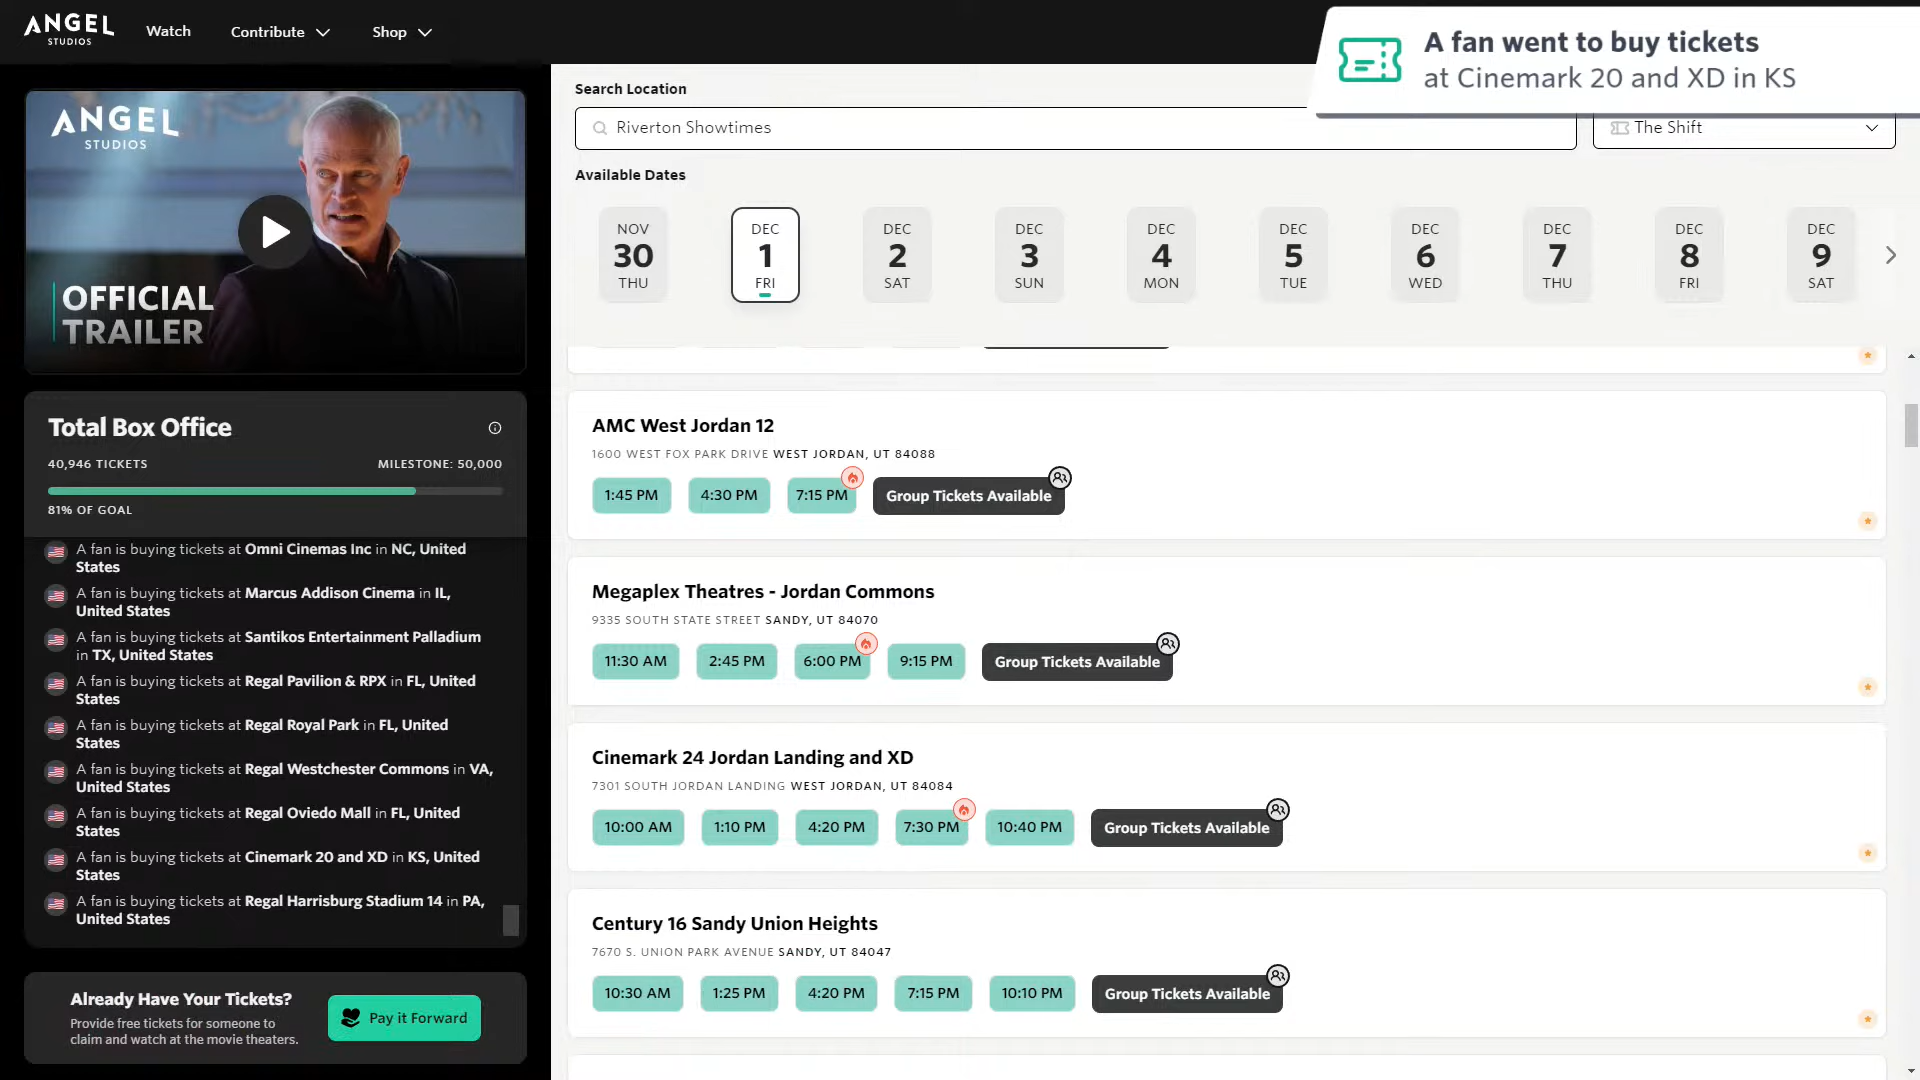 ANGEL
STUDIOS
Watch
Contribute
Shop
A fan went to buy tickets
at Cinemark 20 and XD in KS
ANGEL
STUDIOS
OFFICIAL
TRAILER
Total Box Office
40,946 TICKETS
MILESTONE: 50,000
81% OF GOAL
A fan is buying tickets at Omni Cinemas Inc in NC, United
States
A fan is buying tickets at Marcus Addison Cinema in IL,
United States
A fan is buying tickets at Santikos Entertainment Palladium
in TX, United States
A fan is buying tickets at Regal Pavilion & RPX in FL, United
States
A fan is buying tickets at Regal Royal Park in FL, United
States
A fan is buying tickets at Regal Westchester Commons in VA,
United States
A fan is buying tickets at Regal Oviedo Mall in FL, United
States
A fan is buying tickets at Cinemark 20 and XD in KS, United
States
A fan is buying tickets at Regal Harrisburg Stadium 14 in PA,
United States
Already Have Your Tickets?
Provide free tickets for someone to
claim and watch at the movie theaters.
Pay it Forward
Search Location
Riverton Showtimes
The Shift
Available Dates
NOV
30
THU
DEC
1
FRI
DEC
2
SAT
DEC
3
SUN
DEC
4
MON
DEC
5
TUE
DEC
6
WED
DEC
7
THU
DEC
8
FRI
DEC
9
SAT
AMC West Jordan 12
1600 WEST FOX PARK DRIVE WEST JORDAN, UT 84088
1:45 PM 4:30 PM 7:15 PM Group Tickets Available
Megaplex Theatres - Jordan Commons
9335 SOUTH STATE STREET SANDY, UT 84070
11:30 AM 2:45 PM 6:00 PM 9:15 PM Group Tickets Available
Cinemark 24 Jordan Landing and XD
7301 SOUTH JORDAN LANDING WEST JORDAN, UT 84084
10:00 AM 1:10 PM 4:20 PM 7:30 PM 10:40 PM Group Tickets Available
Century 16 Sandy Union Heights
7670 S. UNION PARK AVENUE SANDY, UT 84047
10:30 AM 1:25 PM 4:20 PM 7:15 PM 10:10 PM Group Tickets Available